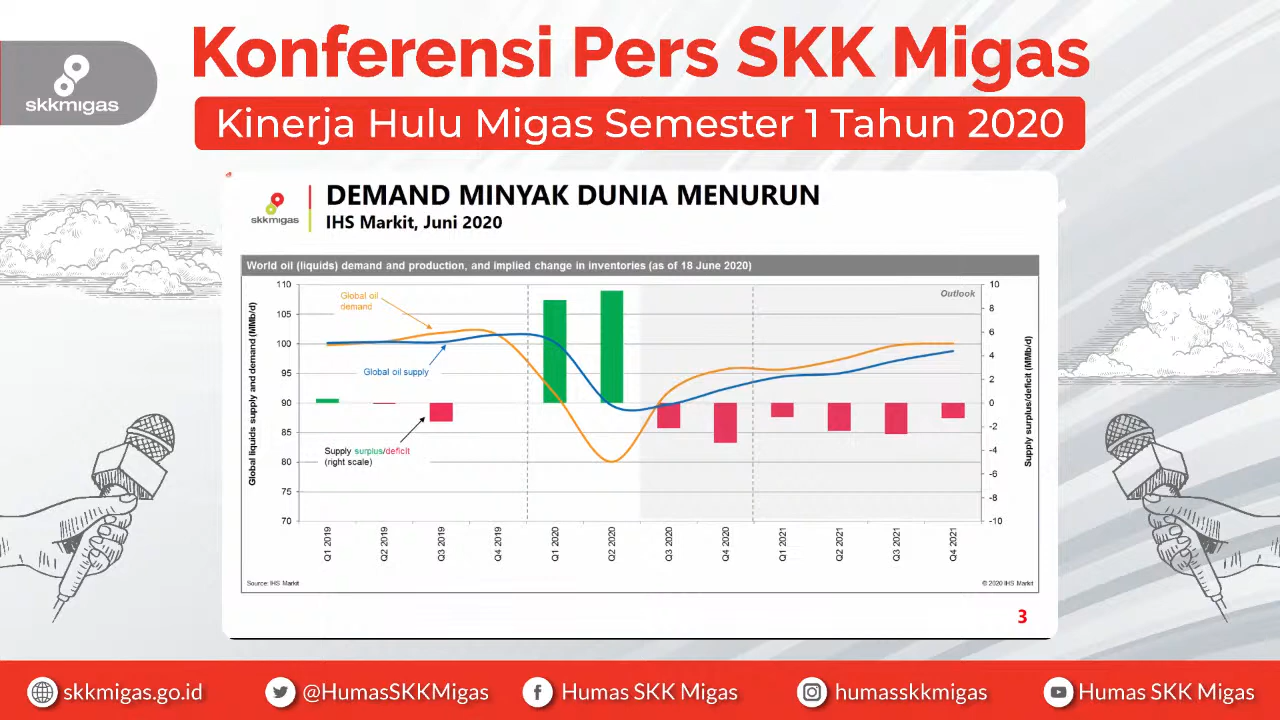 Konferensi Pers SKK Migas
skkmigas
Kinerja Hulu Migas Semester 1 Tahun 2020
DEMAND MINYAK DUNIA MENURUN
skkmigas
IHS Markit, Juni 2020
World oil (liquids) demand and production, and implied change in inventories (as of 18 June 2020)
Global liquids supply and demand (MMb/d)
110
105
100
95
90
85
80
75
70
Global oil
demand
Global oil supply
Supply surplus/deficit
(right scale)
Outlook
10
8
6
4
2
0
-2
-4
-6
-8
-10
Supply surplus/deficit (MMb/d)
Q1 2019
Q2 2019
Q3 2019
Q4 2019
Q1 2020
Q2 2020
Q3 2020
Q4 2020
Q1 2021
Q2 2021
Q3 2021
Q4 2021
Source: IHS Markit
© 2020 IHS Markit
3
skkmigas.go.id
@HumasSKKMigas
Humas SKK Migas
humasskkmigas
Humas SKK Migas